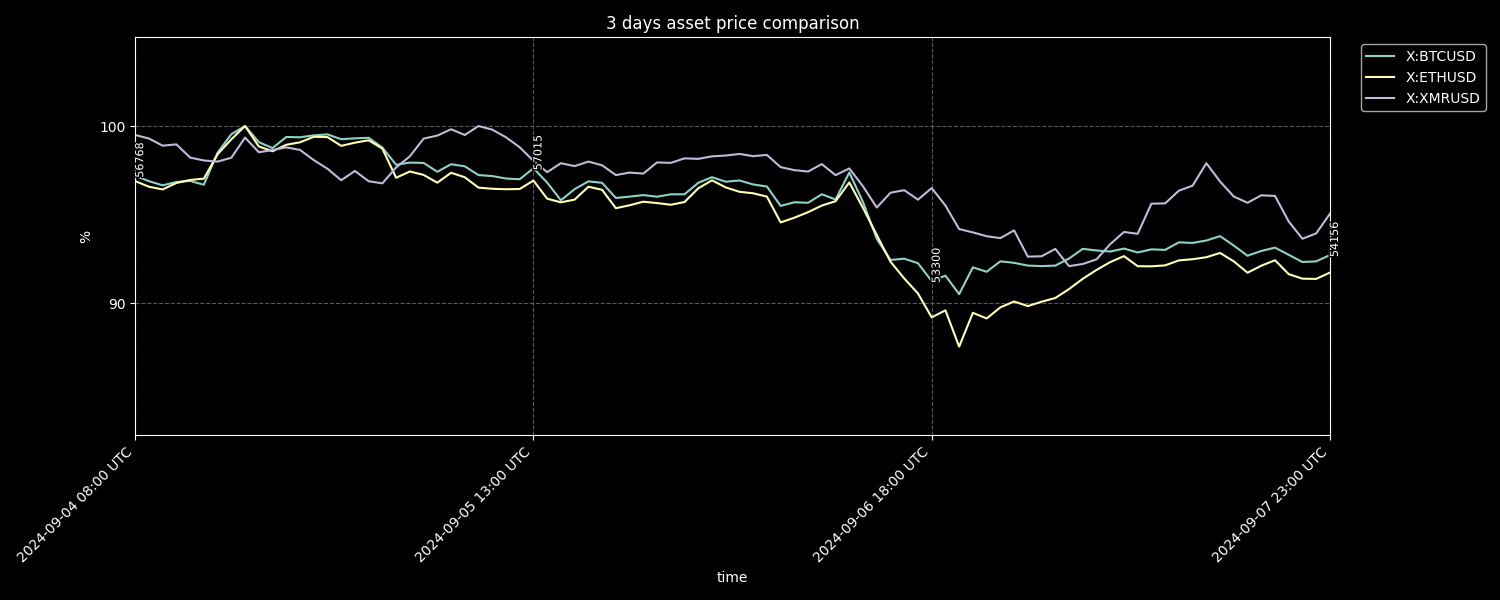 3 days asset price comparison
X:BTCUSD
X:ETHUSD
X:XMRUSD
100
90
%
56768
57015
53300
54156
2024-09-04 08:00 UTC
2024-09-05 13:00 UTC
2024-09-06 18:00 UTC
2024-09-07 23:00 UTC
time